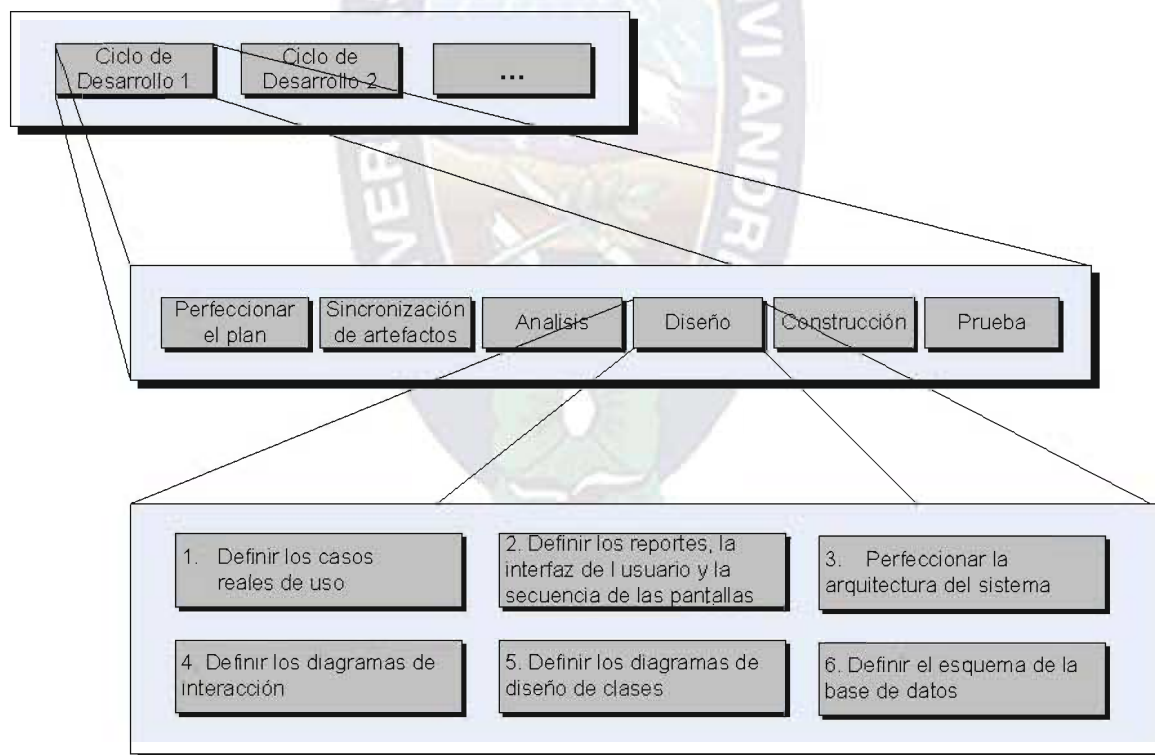 Ciclo de
Desarrollo 1
Ciclo de
Desarrollo 2
...
VI ANDR
VER
Perfeccionar
el plan
Sincronización
de artefactos
Analisis
Diseño
Construcción
Prueba
1. Definir los casos
reales de uso
2. Definir los reportes, la
interfaz de l usuario y la
secuencia de las pantallas
3. Perfeccionar la
arquitectura del sistema
4. Definir los diagramas de
interacción
5. Definir los diagramas de
diseño de clases
6. Definir el esquema de la
base de datos